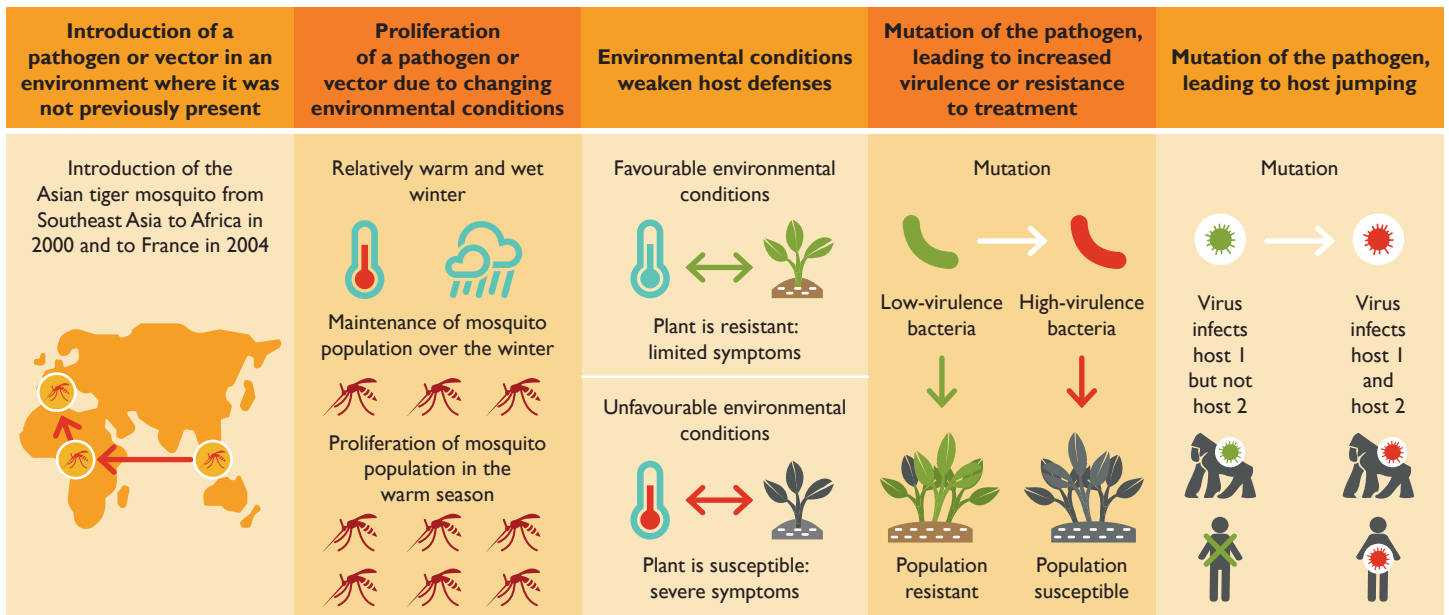 Introduction of a
pathogen or vector in an
environment where it was
not previously present
Proliferation
of a pathogen or
vector due to changing
environmental conditions
Environmental conditions
weaken host defenses
Mutation of the pathogen,
leading to increased
virulence or resistance
to treatment
Mutation of the pathogen,
leading to host jumping
Introduction of the
Asian tiger mosquito from
Southeast Asia to Africa in
2000 and to France in 2004
Relatively warm and wet
winter
Maintenance of mosquito
population over the winter
Proliferation of mosquito
population in the
warm season
Favourable environmental
conditions
Plant is resistant:
limited symptoms
Unfavourable environmental
conditions
Plant is susceptible:
severe symptoms
Mutation
Low-virulence
bacteria
High-virulence
bacteria
Population
resistant
Population
susceptible
Mutation
Virus
infects
host 1
but not
host 2
Virus
infects
host 1
and
host 2